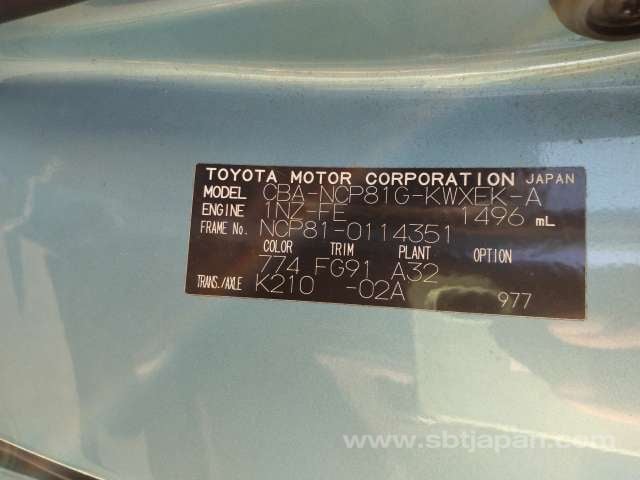 TOYOTA MOTOR CORPORATION JAPAN
MODEL CBA-NCP81G-KWXEK-A
ENGINE 1NZ-FE 1496 mL
FRAME No. NCP81-0114351
COLOR TRIM PLANT OPTION
774 FG91 A32
TRANS./AXLE K210 -02A 977
www.sbtjapan.com